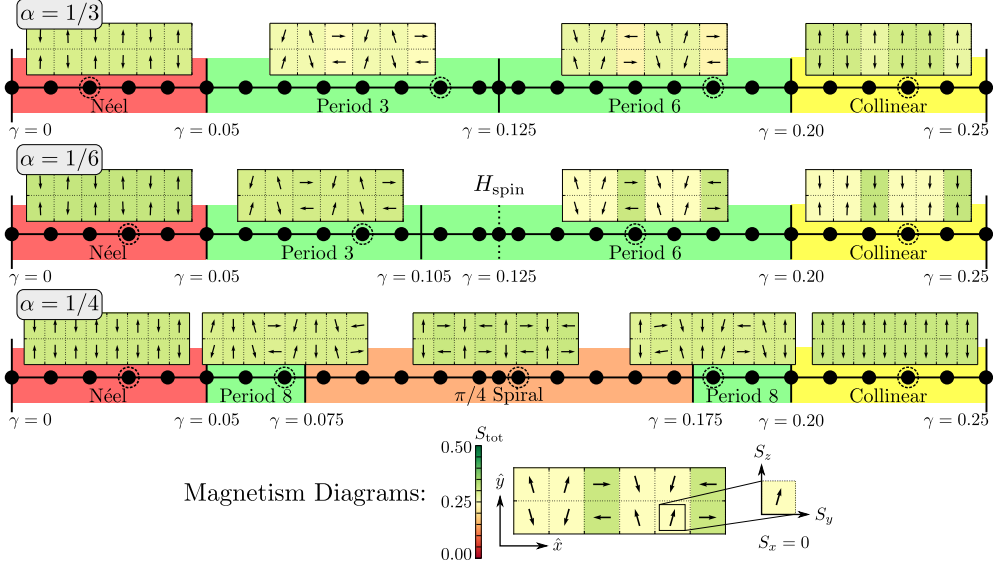 α = 1/3
Néel Period 3 Period 6 Collinear
γ = 0 γ = 0.05 γ = 0.125 γ = 0.20 γ = 0.25
α = 1/6
H_spin
Néel Period 3 Period 6 Collinear
γ = 0 γ = 0.05 γ = 0.105 γ = 0.125 γ = 0.20 γ = 0.25
α = 1/4
Néel Period 8 π/4 Spiral Period 8 Collinear
γ = 0 γ = 0.05 γ = 0.075 γ = 0.175 γ = 0.20 γ = 0.25
S_tot
0.50
0.25
0.00
Magnetism Diagrams:
ŷ
x̂
S_z
S_y
S_x = 0